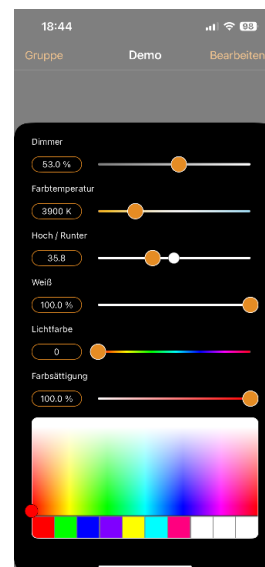 18:44
98
Gruppe Demo Bearbeiten
Dimmer
53.0 %
Farbtemperatur
3900 K
Hoch / Runter
35.8
Weiß
100.0 %
Lichtfarbe
0
Farbsättigung
100.0 %